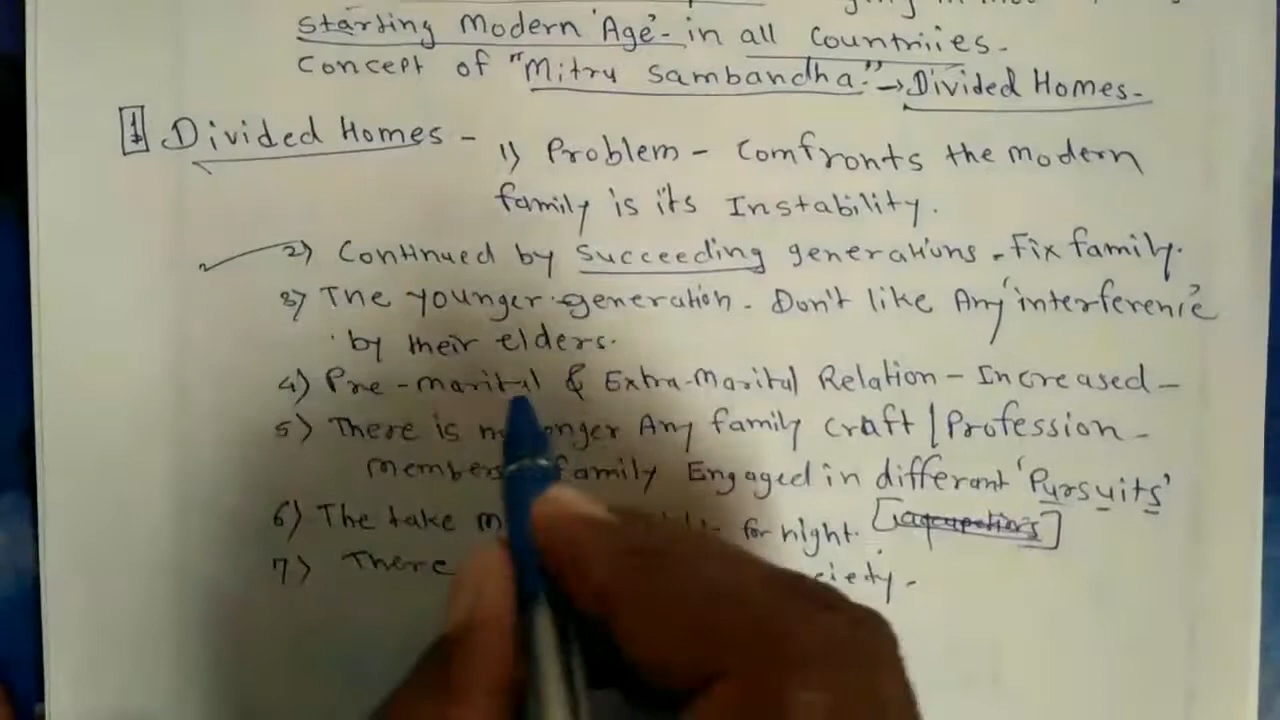 starting Modern 'Age'- in all countriies.
Concept of "Mitru Sambandha." → Divided Homes-
1 Divided Homes - 1) Problem - Comfronts the modern
family is its Instability.
2) Continued by succeeding generations - Fix family.
3) The younger generation - Don't like Any 'interference'
by their elders.
4) Pre-marital & Extra-Marital Relation - Increased -
5) There is no longer Any family craft | Profession -
members family Engaged in different 'Pursuits'
6) The take for night.
7) There